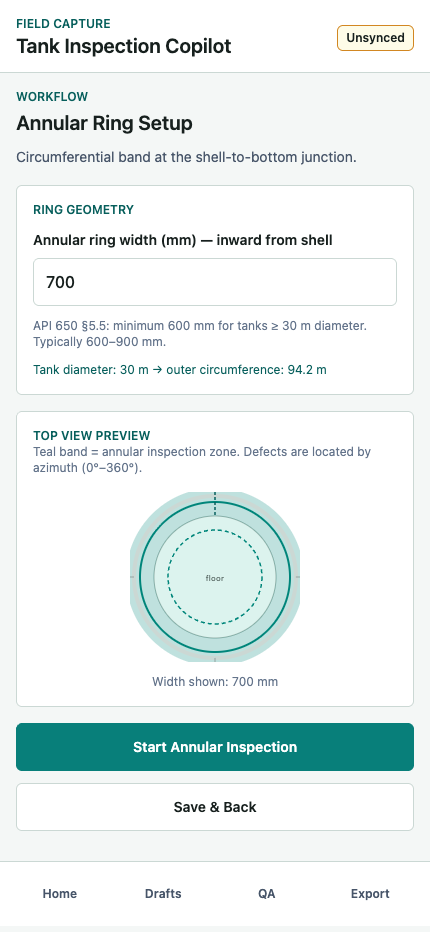 FIELD CAPTURE
Tank Inspection Copilot
Unsynced
WORKFLOW
Annular Ring Setup
Circumferential band at the shell-to-bottom junction.
RING GEOMETRY
Annular ring width (mm) — inward from shell
700
API 650 §5.5: minimum 600 mm for tanks ≥ 30 m diameter.
Typically 600–900 mm.
Tank diameter: 30 m → outer circumference: 94.2 m
TOP VIEW PREVIEW
Teal band = annular inspection zone. Defects are located by
azimuth (0°–360°).
floor
Width shown: 700 mm
Start Annular Inspection
Save & Back
Home
Drafts
QA
Export